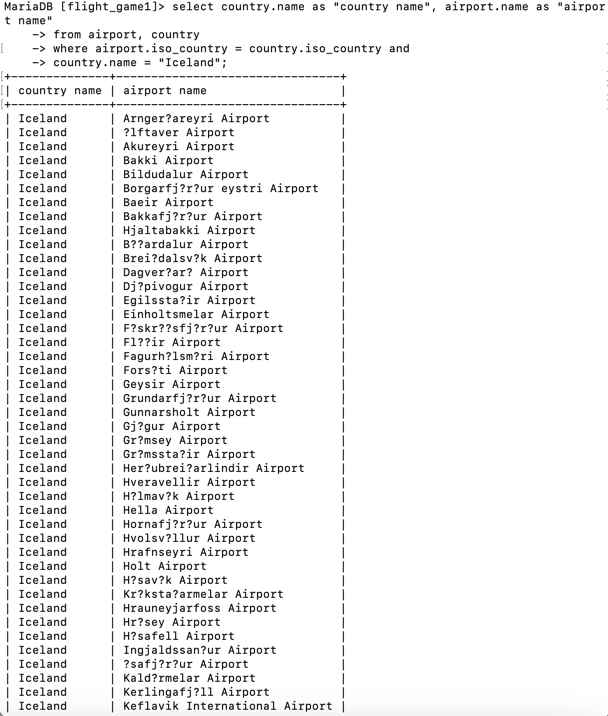 MariaDB [flight_game1]> select country.name as "country name", airport.name as "airpor
t name"
    -> from airport, country
    -> where airport.iso_country = country.iso_country and
    -> country.name = "Iceland";
+--------------+--------------------------------+
| country name | airport name                   |
+--------------+--------------------------------+
| Iceland      | Arnger?areyri Airport          |
| Iceland      | ?lftaver Airport               |
| Iceland      | Akureyri Airport               |
| Iceland      | Bakki Airport                  |
| Iceland      | Bildudalur Airport             |
| Iceland      | Borgarfj?r?ur eystri Airport   |
| Iceland      | Baeir Airport                  |
| Iceland      | Bakkafj?r?ur Airport           |
| Iceland      | Hjaltabakki Airport            |
| Iceland      | B??ardalur Airport             |
| Iceland      | Brei?dalsv?k Airport           |
| Iceland      | Dagver?ar? Airport             |
| Iceland      | Dj?pivogur Airport             |
| Iceland      | Egilssta?ir Airport            |
| Iceland      | Einholtsmelar Airport          |
| Iceland      | F?skr??sfj?r?ur Airport        |
| Iceland      | Fl??ir Airport                 |
| Iceland      | Fagurh?lsm?ri Airport          |
| Iceland      | Fors?ti Airport                |
| Iceland      | Geysir Airport                 |
| Iceland      | Grundarfj?r?ur Airport         |
| Iceland      | Gunnarsholt Airport            |
| Iceland      | Gj?gur Airport                 |
| Iceland      | Gr?msey Airport                |
| Iceland      | Gr?mssta?ir Airport            |
| Iceland      | Her?ubrei?arlindir Airport     |
| Iceland      | Hveravellir Airport            |
| Iceland      | H?lmav?k Airport               |
| Iceland      | Hella Airport                  |
| Iceland      | Hornafj?r?ur Airport           |
| Iceland      | Hvolsv?llur Airport            |
| Iceland      | Hrafnseyri Airport             |
| Iceland      | Holt Airport                   |
| Iceland      | H?sav?k Airport                |
| Iceland      | Kr?ksta?armelar Airport        |
| Iceland      | Hrauneyjarfoss Airport         |
| Iceland      | Hr?sey Airport                 |
| Iceland      | H?safell Airport               |
| Iceland      | Ingjaldssan?ur Airport         |
| Iceland      | ?safj?r?ur Airport             |
| Iceland      | Kald?rmelar Airport            |
| Iceland      | Kerlingafj?ll Airport          |
| Iceland      | Keflavik International Airport |